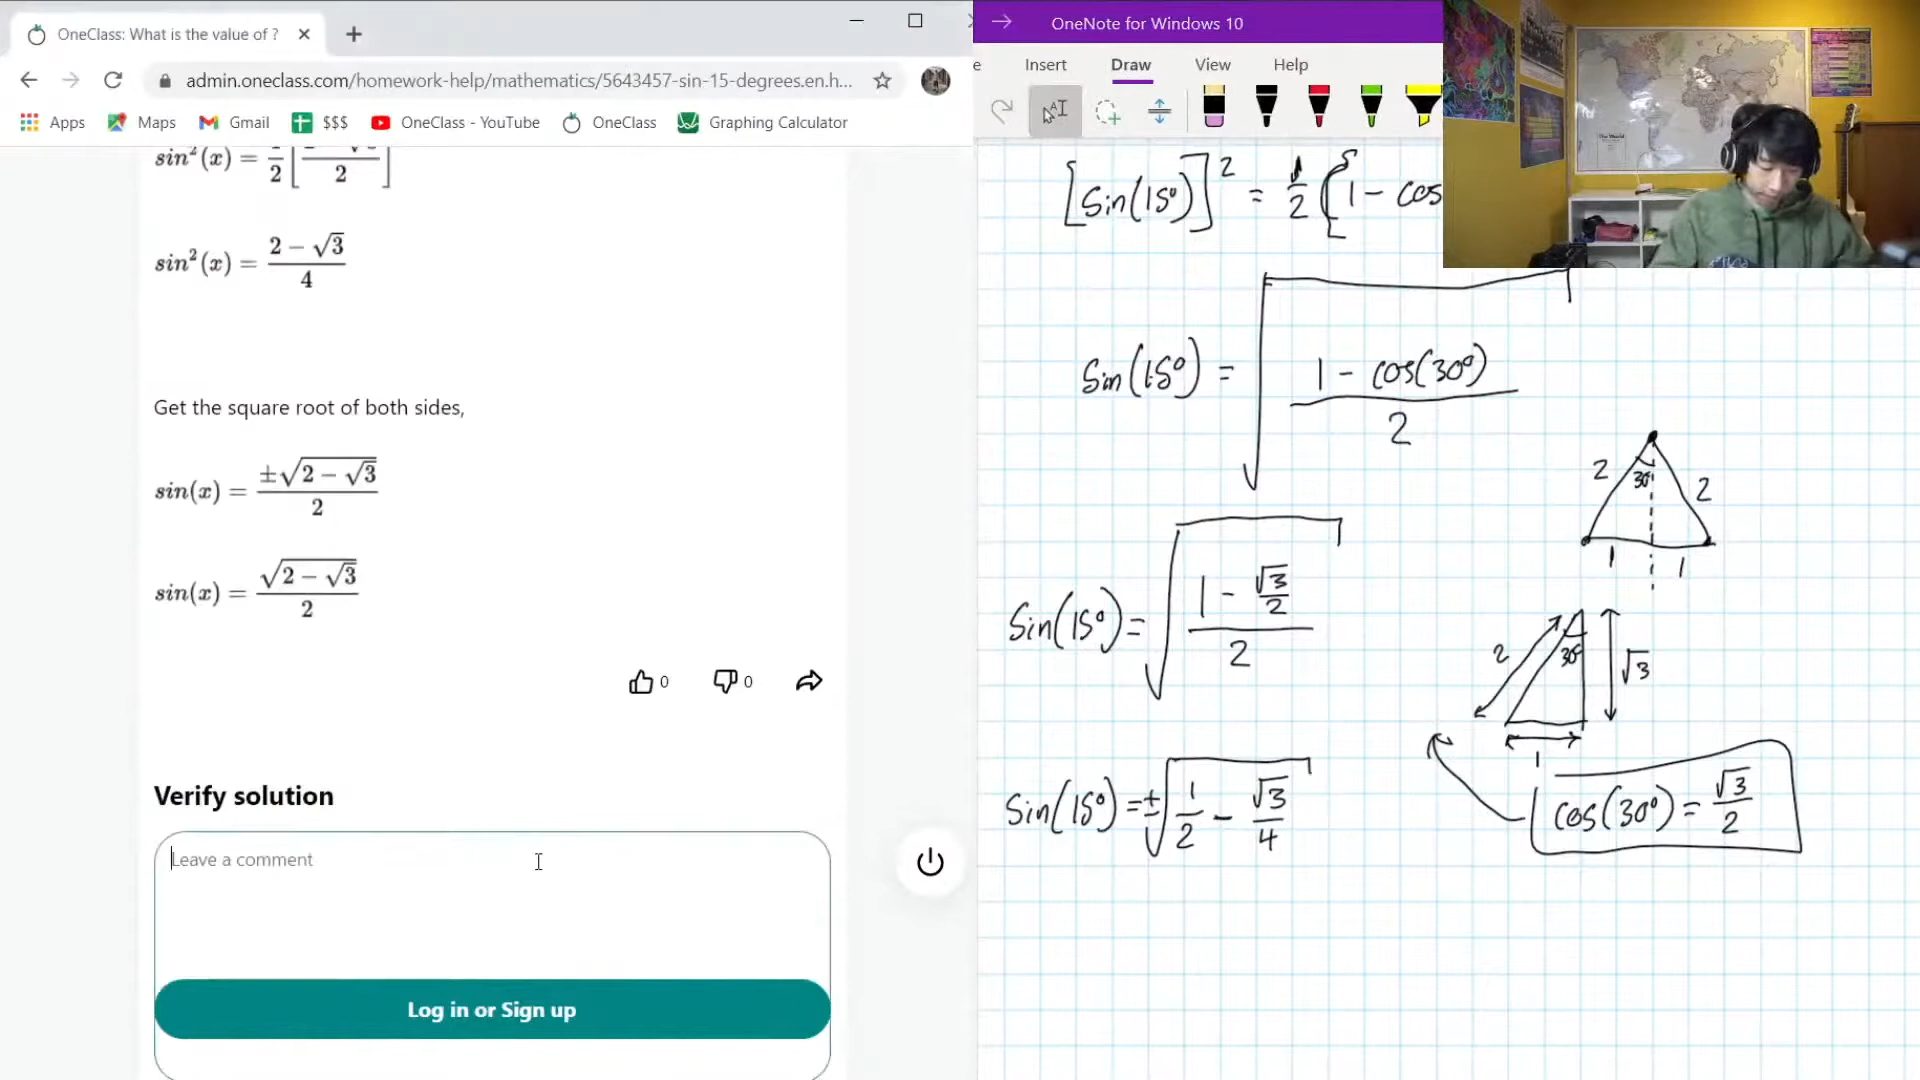 OneClass: What is the value of ?
admin.oneclass.com/homework-help/mathematics/5643457-sin-15-degrees.en.h...
Apps
Maps
Gmail
$$$
OneClass - YouTube
OneClass
Graphing Calculator
sin²(x) = 1/2 [ /2 ]
sin²(x) = (2 − √3)/4
Get the square root of both sides,
sin(x) = ±√(2 − √3)/2
sin(x) = √(2 − √3)/2
0
0
Verify solution
Leave a comment
Log in or Sign up
OneNote for Windows 10
Insert
Draw
View
Help
[Sin(15°)]² = 1/2 (1 − cos
Sin(15°) = √((1 − cos(30°))/2)
2
30°
2
1
1
Sin(15°) = √((1 − √3/2)/2)
2
30°
√3
1
Sin(15°) = ±√(1/2 − √3/4)
cos(30°) = √3/2